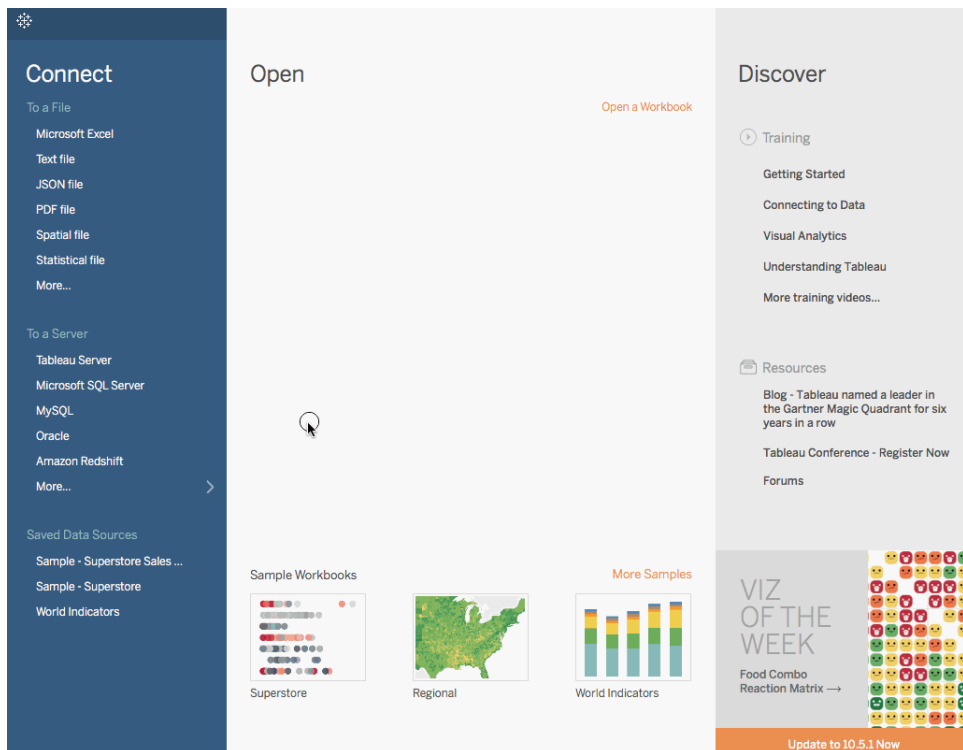 Connect
To a File
Microsoft Excel
Text file
JSON file
PDF file
Spatial file
Statistical file
More...
To a Server
Tableau Server
Microsoft SQL Server
MySQL
Oracle
Amazon Redshift
More...
Saved Data Sources
Sample - Superstore Sales ...
Sample - Superstore
World Indicators
Open
Open a Workbook
Sample Workbooks
More Samples
Superstore
Regional
World Indicators
Discover
Training
Getting Started
Connecting to Data
Visual Analytics
Understanding Tableau
More training videos...
Resources
Blog - Tableau named a leader in
the Gartner Magic Quadrant for six
years in a row
Tableau Conference - Register Now
Forums
VIZ
OF THE
WEEK
Food Combo
Reaction Matrix →
Update to 10.5.1 Now